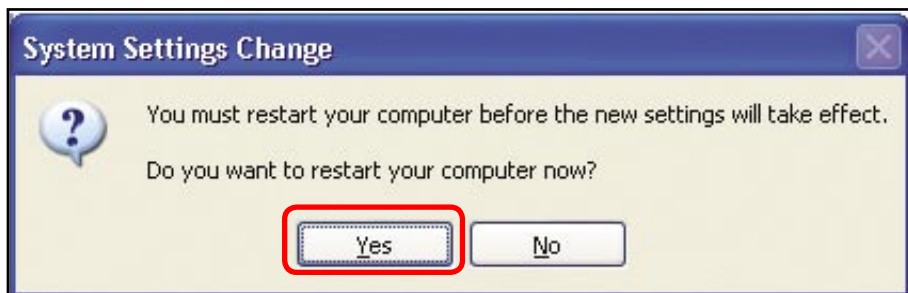 System Settings Change
You must restart your computer before the new settings will take effect.
Do you want to restart your computer now?
Yes No